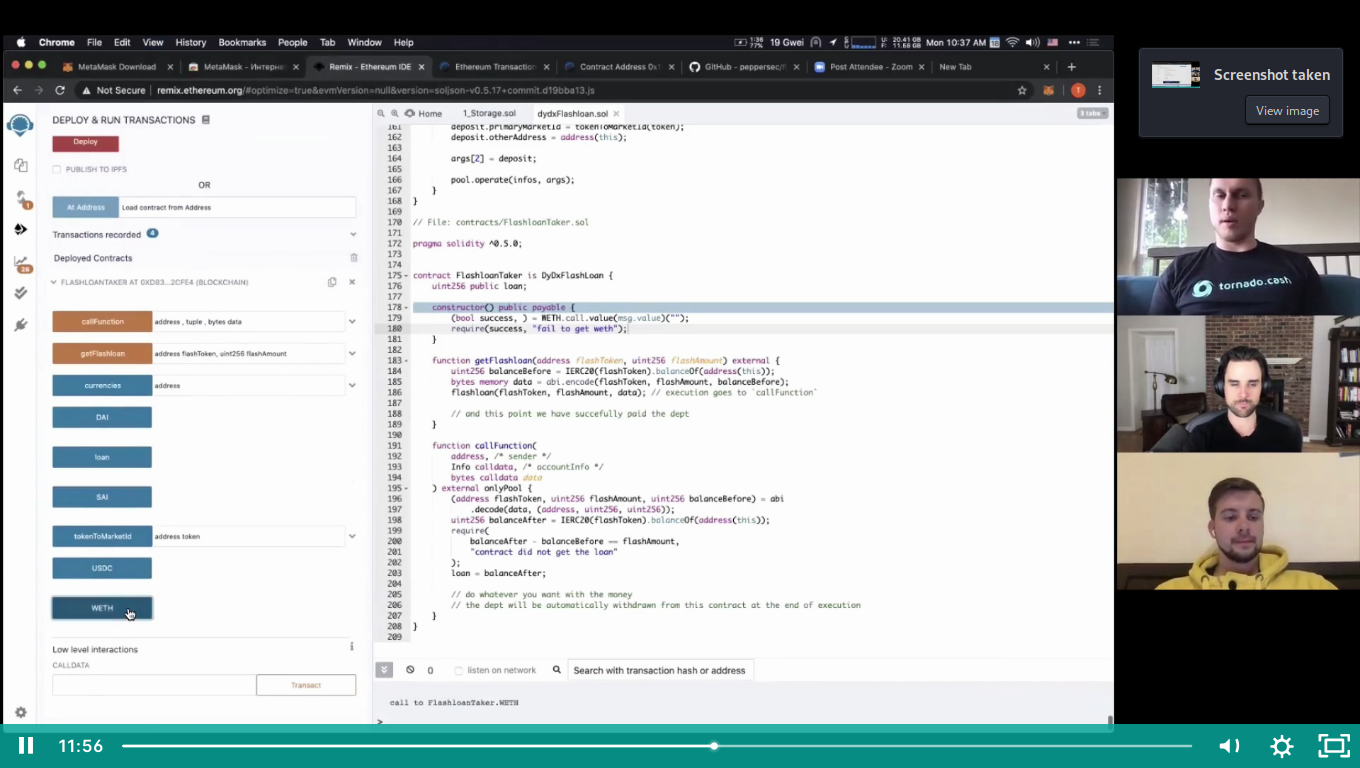 Chrome File Edit View History Bookmarks People Tab Window Help
1:36 77% 19 Gwei 20.41 GB 11.58 GB Mon 10:37 AM
MetaMask Download
MetaMask - Интерне
Remix - Ethereum IDE
Ethereum Transaction
Contract Address 0x1
GitHub - peppersec/f
Post Attendee - Zoom
New Tab
Not Secure | remix.ethereum.org/#optimize=true&evmVersion=null&version=soljson-v0.5.17+commit.d19bba13.js
DEPLOY & RUN TRANSACTIONS
Deploy
PUBLISH TO IPFS
OR
At Address Load contract from Address
Transactions recorded 4
Deployed Contracts
FLASHLOANTAKER AT 0XD83...2CFE4 (BLOCKCHAIN)
callFunction address , tuple , bytes data
getFlashloan address flashToken, uint256 flashAmount
currencies address
DAI
loan
SAI
tokenToMarketId address token
USDC
WETH
Low level interactions
CALLDATA
Transact
1
26
Home 1_Storage.sol dydxFlashloan.sol 3 tabs
161 deposit.primaryMarketId = tokenToMarketId(token);
162 deposit.otherAddress = address(this);
163
164 args[2] = deposit;
165
166 pool.operate(infos, args);
167 }
168 }
169
170 // File: contracts/FlashloanTaker.sol
171
172 pragma solidity ^0.5.0;
173
174
175 contract FlashloanTaker is DyDxFlashLoan {
176 uint256 public loan;
177
178 constructor() public payable {
179 (bool success, ) = WETH.call.value(msg.value)("");
180 require(success, "fail to get weth");
181 }
182
183 function getFlashloan(address flashToken, uint256 flashAmount) external {
184 uint256 balanceBefore = IERC20(flashToken).balanceOf(address(this));
185 bytes memory data = abi.encode(flashToken, flashAmount, balanceBefore);
186 flashloan(flashToken, flashAmount, data); // execution goes to `callFunction`
187
188 // and this point we have succefully paid the dept
189 }
190
191 function callFunction(
192 address, /* sender */
193 Info calldata, /* accountInfo */
194 bytes calldata data
195 ) external onlyPool {
196 (address flashToken, uint256 flashAmount, uint256 balanceBefore) = abi
197 .decode(data, (address, uint256, uint256));
198 uint256 balanceAfter = IERC20(flashToken).balanceOf(address(this));
199 require(
200 balanceAfter - balanceBefore == flashAmount,
201 "contract did not get the loan"
202 );
203 loan = balanceAfter;
204
205 // do whatever you want with the money
206 // the dept will be automatically withdrawn from this contract at the end of execution
207 }
208 }
209
0 listen on network Search with transaction hash or address
call to FlashloanTaker.WETH
>
Screenshot taken
View image
tornado.cash
11:56